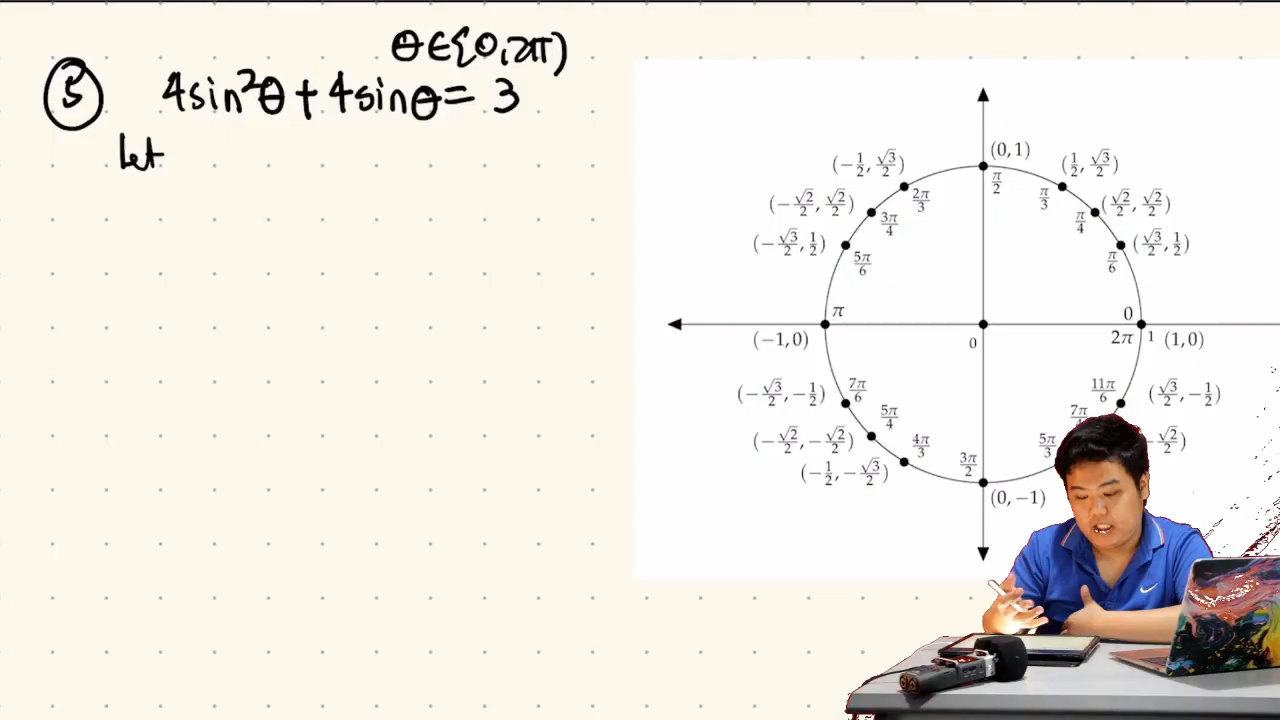 θ∈{0,2π)
⑤ 4sin²θ+4sinθ= 3
let
(0, 1)
(−1/2, √3/2) π/2 (1/2, √3/2)
2π/3 π/3
(−√2/2, √2/2) 3π/4 π/4 (√2/2, √2/2)
(−√3/2, 1/2) 5π/6 π/6 (√3/2, 1/2)
π 0
(−1, 0) 0 2π 1 (1, 0)
(−√3/2, −1/2) 7π/6 11π/6 (√3/2, −1/2)
(−√2/2, −√2/2) 5π/4 7π
(−1/2, −√3/2) 4π/3 3π/2 5π/3 √2/2)
(0, −1)